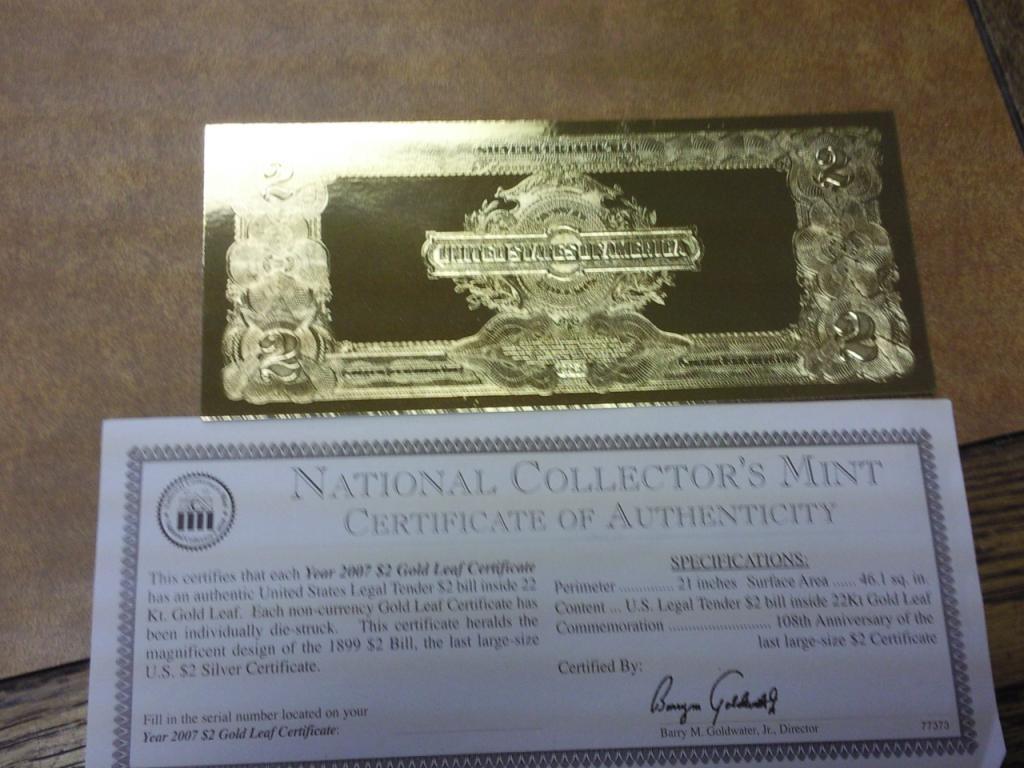 2
2
UNITED STATES OF AMERICA
2
2
NATIONAL COLLECTOR'S MINT
CERTIFICATE OF AUTHENTICITY
This certifies that each Year 2007 $2 Gold Leaf Certificate
has an authentic United States Legal Tender $2 bill inside 22
Kt. Gold Leaf. Each non-currency Gold Leaf Certificate has
been individually die-struck. This certificate heralds the
magnificent design of the 1899 $2 Bill, the last large-size
U.S. $2 Silver Certificate.
Fill in the serial number located on your
Year 2007 $2 Gold Leaf Certificate:
SPECIFICATIONS:
Perimeter ............. 21 inches Surface Area ...... 46.1 sq. in.
Content ... U.S. Legal Tender $2 bill inside 22Kt Gold Leaf
Commemoration ........................ 108th Anniversary of the
last large-size $2 Certificate
Certified By:
Barry M. Goldwater, Jr., Director
77373